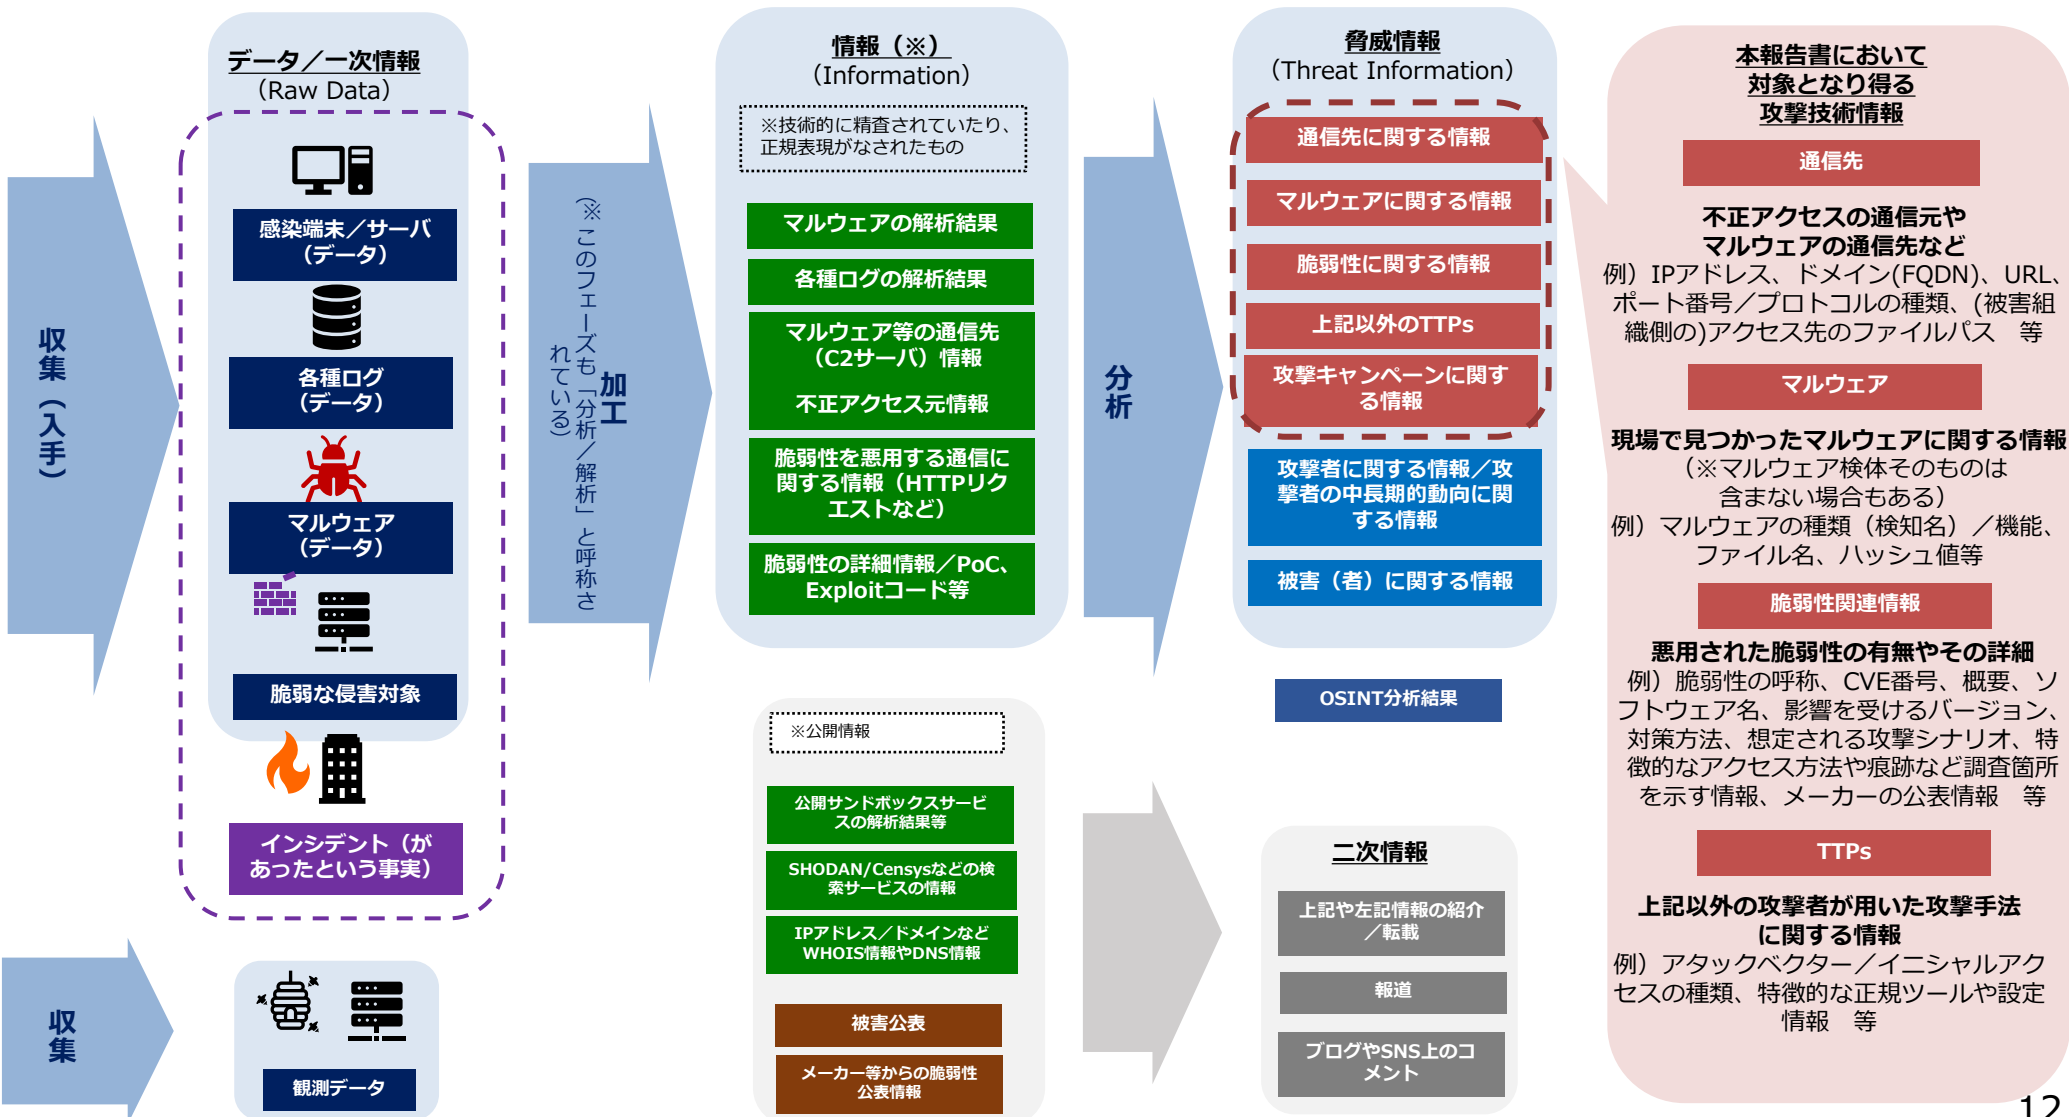 収集（入手）
データ／一次情報
（Raw Data）
感染端末／サーバ
（データ）
各種ログ
（データ）
マルウェア
（データ）
脆弱な侵害対象
インシデント（が
あったという事実）
収集
観測データ
加工
（※このフェーズも「分析／解析」と呼称さ
れている）
情報（※）
（Information）
※技術的に精査されていたり、
正規表現がなされたもの
マルウェアの解析結果
各種ログの解析結果
マルウェア等の通信先
（C2サーバ）情報
不正アクセス元情報
脆弱性を悪用する通信に
関する情報（HTTPリク
エストなど）
脆弱性の詳細情報／PoC、
Exploitコード等
※公開情報
公開サンドボックスサービ
スの解析結果等
SHODAN/Censysなどの検
索サービスの情報
IPアドレス／ドメインなど
WHOIS情報やDNS情報
被害公表
メーカー等からの脆弱性
公表情報
分析
脅威情報
（Threat Information）
通信先に関する情報
マルウェアに関する情報
脆弱性に関する情報
上記以外のTTPs
攻撃キャンペーンに関す
る情報
攻撃者に関する情報／攻
撃者の中長期的動向に関
する情報
被害（者）に関する情報
OSINT分析結果
二次情報
上記や左記情報の紹介
／転載
報道
ブログやSNS上のコ
メント
本報告書において
対象となり得る
攻撃技術情報
通信先
不正アクセスの通信元や
マルウェアの通信先など
例）IPアドレス、ドメイン(FQDN)、URL、
ポート番号／プロトコルの種類、(被害組
織側の)アクセス先のファイルパス　等
マルウェア
現場で見つかったマルウェアに関する情報
（※マルウェア検体そのものは
含まない場合もある）
例）マルウェアの種類（検知名）／機能、
ファイル名、ハッシュ値等
脆弱性関連情報
悪用された脆弱性の有無やその詳細
例）脆弱性の呼称、CVE番号、概要、ソ
フトウェア名、影響を受けるバージョン、
対策方法、想定される攻撃シナリオ、特
徴的なアクセス方法や痕跡など調査箇所
を示す情報、メーカーの公表情報　等
TTPs
上記以外の攻撃者が用いた攻撃手法
に関する情報
例）アタックベクター／イニシャルアク
セスの種類、特徴的な正規ツールや設定
情報　等
12